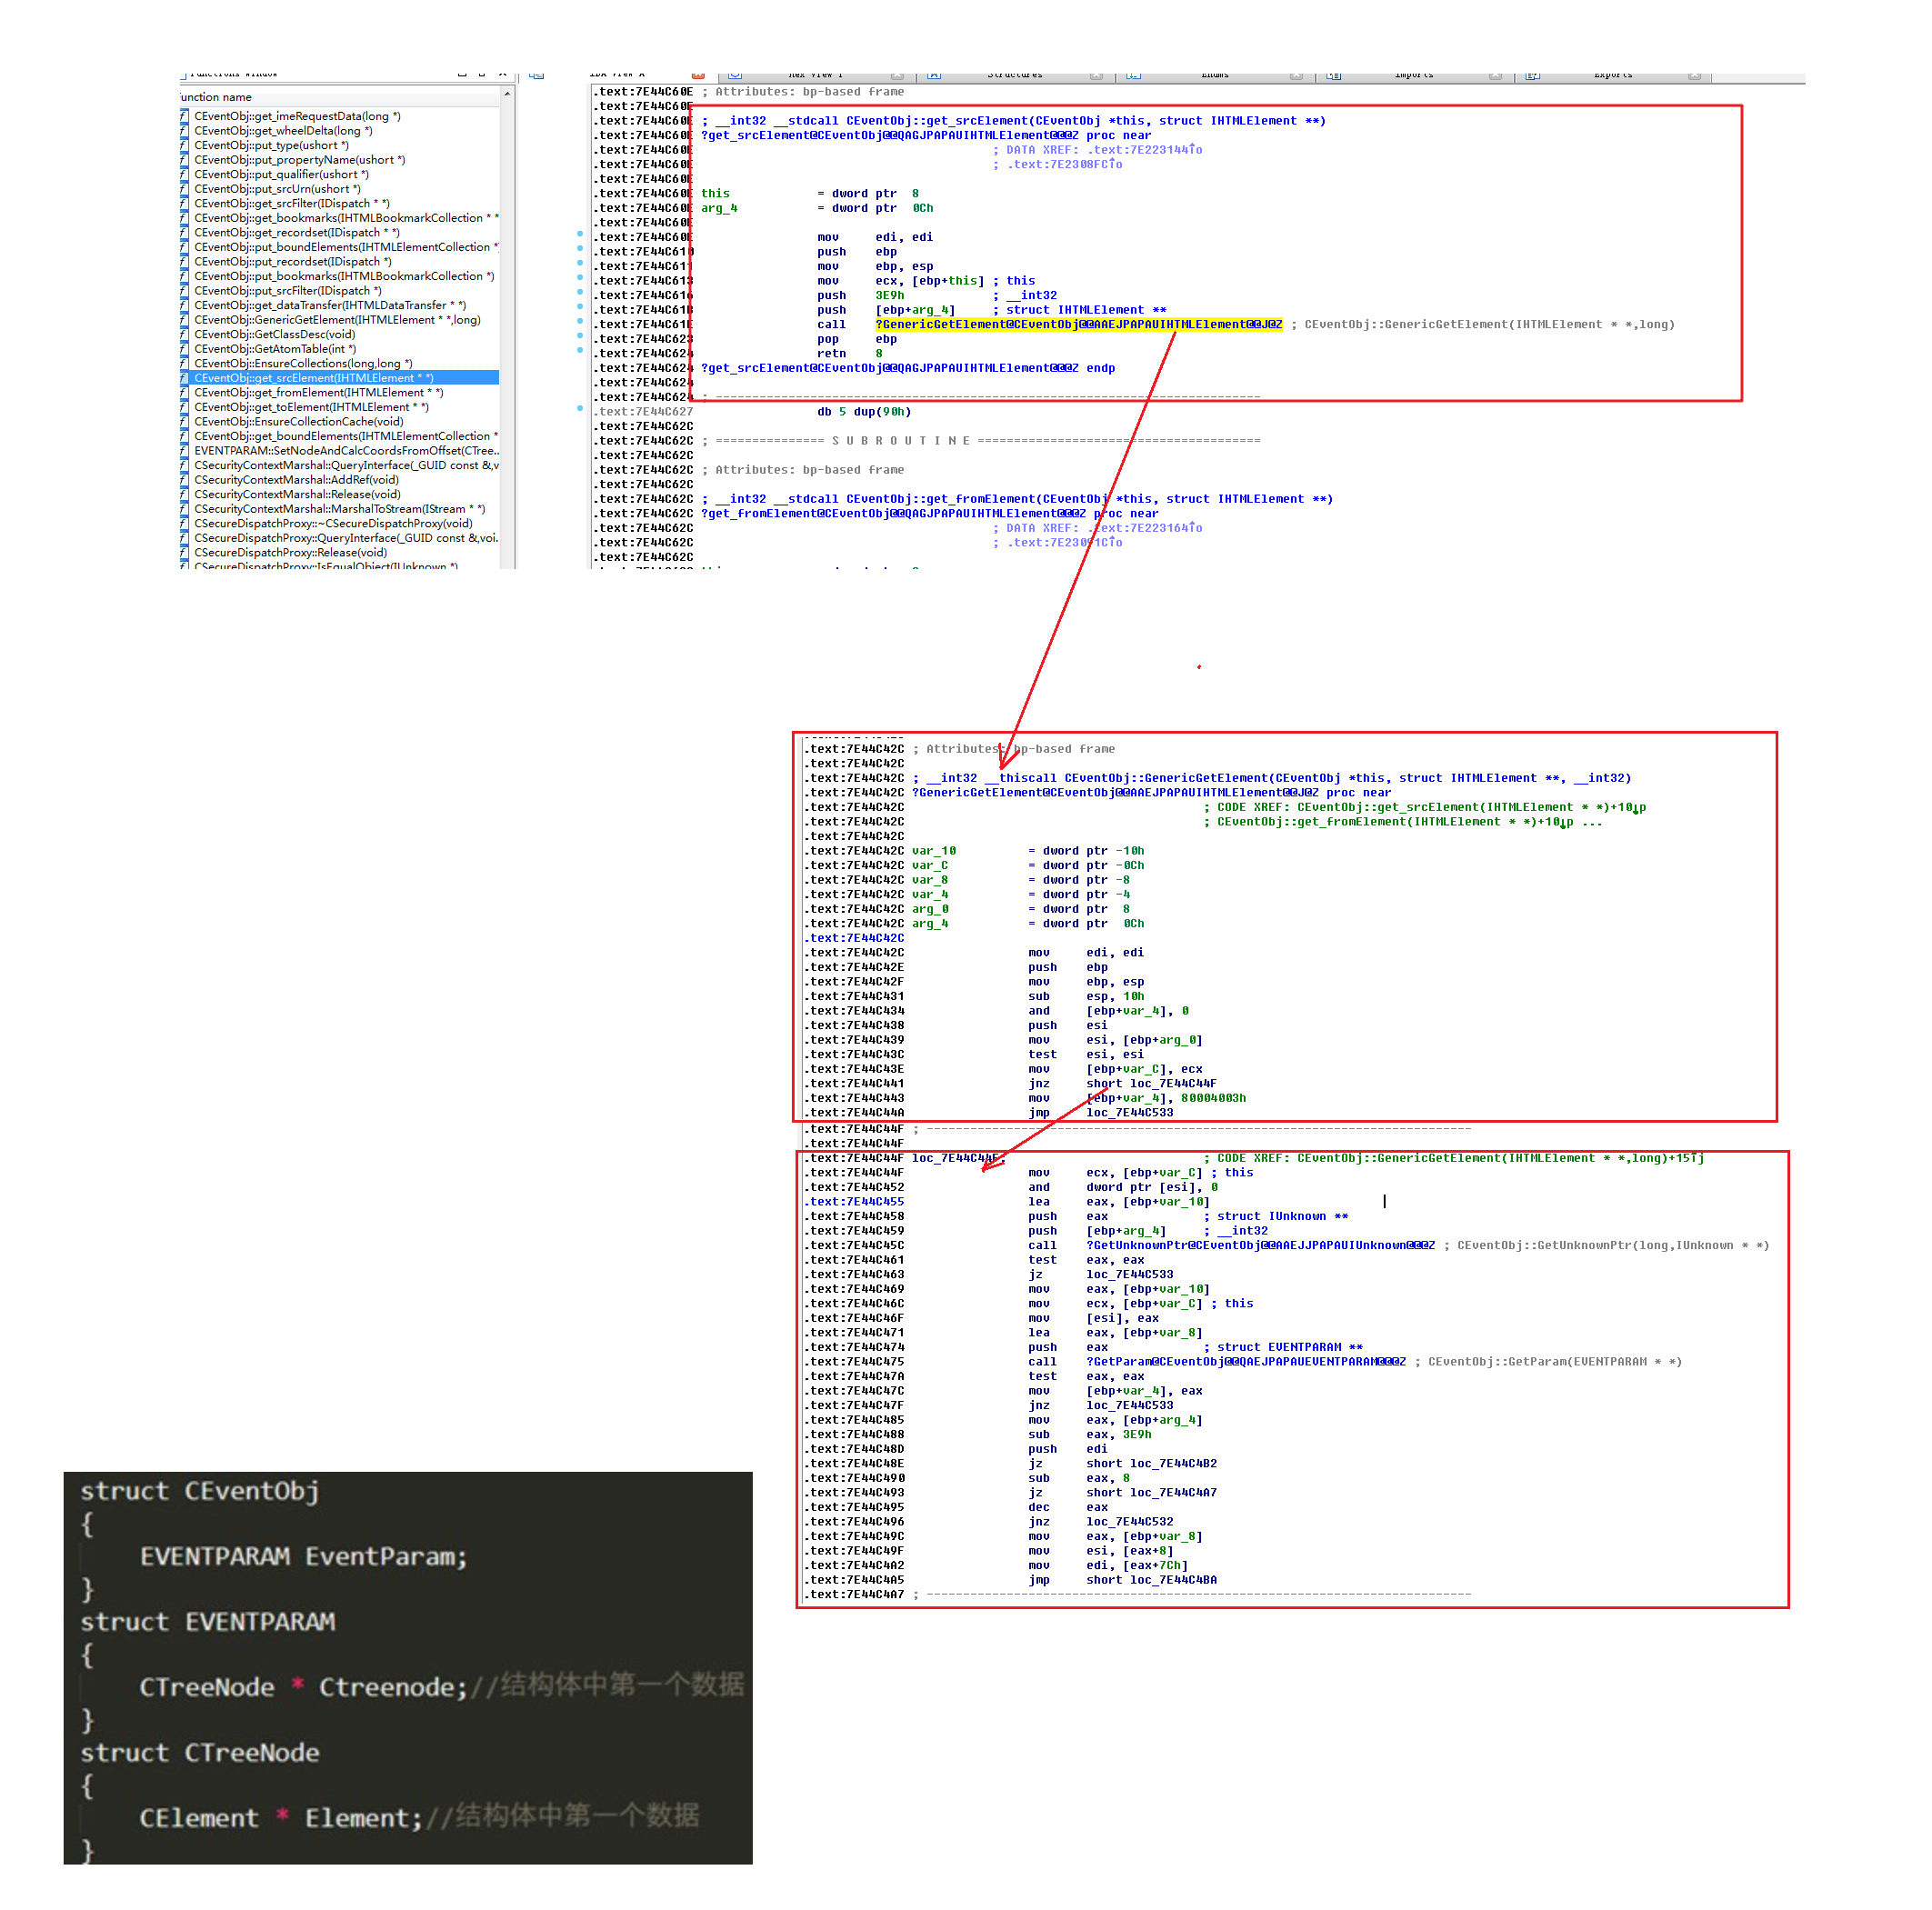 Functions window
IDA View-A
Hex View-1
Structures
Enums
Imports
Exports
unction name
CEventObj::get_imeRequestData(long *)
CEventObj::get_wheelDelta(long *)
CEventObj::put_type(ushort *)
CEventObj::put_propertyName(ushort *)
CEventObj::put_qualifier(ushort *)
CEventObj::put_srcUrn(ushort *)
CEventObj::get_srcFilter(IDispatch * *)
CEventObj::get_bookmarks(IHTMLBookmarkCollection * *
CEventObj::get_recordset(IDispatch * *)
CEventObj::put_boundElements(IHTMLElementCollection *)
CEventObj::put_recordset(IDispatch *)
CEventObj::put_bookmarks(IHTMLBookmarkCollection *)
CEventObj::put_srcFilter(IDispatch *)
CEventObj::get_dataTransfer(IHTMLDataTransfer * *)
CEventObj::GenericGetElement(IHTMLElement * *,long)
CEventObj::GetClassDesc(void)
CEventObj::GetAtomTable(int *)
CEventObj::EnsureCollections(long,long *)
CEventObj::get_srcElement(IHTMLElement * *)
CEventObj::get_fromElement(IHTMLElement * *)
CEventObj::get_toElement(IHTMLElement * *)
CEventObj::EnsureCollectionCache(void)
CEventObj::get_boundElements(IHTMLElementCollection *
EVENTPARAM::SetNodeAndCalcCoordsFromOffset(CTree...
CSecurityContextMarshal::QueryInterface(_GUID const &,v
CSecurityContextMarshal::AddRef(void)
CSecurityContextMarshal::Release(void)
CSecurityContextMarshal::MarshalToStream(IStream * *)
CSecureDispatchProxy::~CSecureDispatchProxy(void)
CSecureDispatchProxy::QueryInterface(_GUID const &,voi.
CSecureDispatchProxy::Release(void)
CSecureDispatchProxy::IsEqualObject(IUnknown *)
.text:7E44C60E ; Attributes: bp-based frame
.text:7E44C60E
.text:7E44C60E ; __int32 __stdcall CEventObj::get_srcElement(CEventObj *this, struct IHTMLElement **)
.text:7E44C60E ?get_srcElement@CEventObj@@QAGJPAPAUIHTMLElement@@@Z proc near
.text:7E44C60E ; DATA XREF: .text:7E223144↑o
.text:7E44C60E ; .text:7E2308FC↑o
.text:7E44C60E
.text:7E44C60E this = dword ptr 8
.text:7E44C60E arg_4 = dword ptr 0Ch
.text:7E44C60E
.text:7E44C60E mov edi, edi
.text:7E44C610 push ebp
.text:7E44C611 mov ebp, esp
.text:7E44C613 mov ecx, [ebp+this] ; this
.text:7E44C616 push 3E9h ; __int32
.text:7E44C61B push [ebp+arg_4] ; struct IHTMLElement **
.text:7E44C61E call ?GenericGetElement@CEventObj@@AAEJPAPAUIHTMLElement@@J@Z ; CEventObj::GenericGetElement(IHTMLElement * *,long)
.text:7E44C623 pop ebp
.text:7E44C624 retn 8
.text:7E44C624 ?get_srcElement@CEventObj@@QAGJPAPAUIHTMLElement@@@Z endp
.text:7E44C624
.text:7E44C624 ; ---------------------------------------------------------------------------
.text:7E44C627 db 5 dup(90h)
.text:7E44C62C
.text:7E44C62C ; =============== S U B R O U T I N E =======================================
.text:7E44C62C
.text:7E44C62C ; Attributes: bp-based frame
.text:7E44C62C
.text:7E44C62C ; __int32 __stdcall CEventObj::get_fromElement(CEventObj *this, struct IHTMLElement **)
.text:7E44C62C ?get_fromElement@CEventObj@@QAGJPAPAUIHTMLElement@@@Z proc near
.text:7E44C62C ; DATA XREF: .text:7E223164↑o
.text:7E44C62C ; .text:7E23091C↑o
.text:7E44C62C
.text:7E44C42C ; Attributes: bp-based frame
.text:7E44C42C
.text:7E44C42C ; __int32 __thiscall CEventObj::GenericGetElement(CEventObj *this, struct IHTMLElement **, __int32)
.text:7E44C42C ?GenericGetElement@CEventObj@@AAEJPAPAUIHTMLElement@@J@Z proc near
.text:7E44C42C ; CODE XREF: CEventObj::get_srcElement(IHTMLElement * *)+10↓p
.text:7E44C42C ; CEventObj::get_fromElement(IHTMLElement * *)+10↓p ...
.text:7E44C42C
.text:7E44C42C var_10 = dword ptr -10h
.text:7E44C42C var_C = dword ptr -0Ch
.text:7E44C42C var_8 = dword ptr -8
.text:7E44C42C var_4 = dword ptr -4
.text:7E44C42C arg_0 = dword ptr 8
.text:7E44C42C arg_4 = dword ptr 0Ch
.text:7E44C42C
.text:7E44C42C mov edi, edi
.text:7E44C42E push ebp
.text:7E44C42F mov ebp, esp
.text:7E44C431 sub esp, 10h
.text:7E44C434 and [ebp+var_4], 0
.text:7E44C438 push esi
.text:7E44C439 mov esi, [ebp+arg_0]
.text:7E44C43C test esi, esi
.text:7E44C43E mov [ebp+var_C], ecx
.text:7E44C441 jnz short loc_7E44C44F
.text:7E44C443 mov [ebp+var_4], 80004003h
.text:7E44C44A jmp loc_7E44C533
.text:7E44C44F ; ---------------------------------------------------------------------------
.text:7E44C44F
.text:7E44C44F loc_7E44C44F: ; CODE XREF: CEventObj::GenericGetElement(IHTMLElement * *,long)+15↑j
.text:7E44C44F mov ecx, [ebp+var_C] ; this
.text:7E44C452 and dword ptr [esi], 0
.text:7E44C455 lea eax, [ebp+var_10]
.text:7E44C458 push eax ; struct IUnknown **
.text:7E44C459 push [ebp+arg_4] ; __int32
.text:7E44C45C call ?GetUnknownPtr@CEventObj@@AAEJJPAPAUIUnknown@@@Z ; CEventObj::GetUnknownPtr(long,IUnknown * *)
.text:7E44C461 test eax, eax
.text:7E44C463 jz loc_7E44C533
.text:7E44C469 mov eax, [ebp+var_10]
.text:7E44C46C mov ecx, [ebp+var_C] ; this
.text:7E44C46F mov [esi], eax
.text:7E44C471 lea eax, [ebp+var_8]
.text:7E44C474 push eax ; struct EVENTPARAM **
.text:7E44C475 call ?GetParam@CEventObj@@QAEJPAPAUEVENTPARAM@@@Z ; CEventObj::GetParam(EVENTPARAM * *)
.text:7E44C47A test eax, eax
.text:7E44C47C mov [ebp+var_4], eax
.text:7E44C47F jnz loc_7E44C533
.text:7E44C485 mov eax, [ebp+arg_4]
.text:7E44C488 sub eax, 3E9h
.text:7E44C48D push edi
.text:7E44C48E jz short loc_7E44C4B2
.text:7E44C490 sub eax, 8
.text:7E44C493 jz short loc_7E44C4A7
.text:7E44C495 dec eax
.text:7E44C496 jnz loc_7E44C532
.text:7E44C49C mov eax, [ebp+var_8]
.text:7E44C49F mov esi, [eax+8]
.text:7E44C4A2 mov edi, [eax+7Ch]
.text:7E44C4A5 jmp short loc_7E44C4BA
.text:7E44C4A7 ; ---------------------------------------------------------------------------
struct CEventObj
{
EVENTPARAM EventParam;
}
struct EVENTPARAM
{
CTreeNode * Ctreenode;//结构体中第一个数据
}
struct CTreeNode
{
CElement * Element;//结构体中第一个数据
}